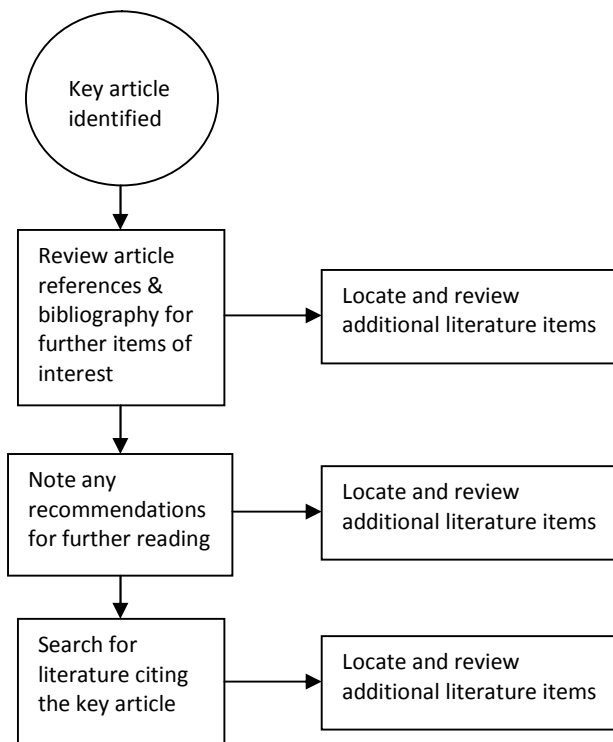 Key article
identified
Review article
references &
bibliography for
further items of
interest
Locate and review
additional literature items
Note any
recommendations
for further reading
Locate and review
additional literature items
Search for
literature citing
the key article
Locate and review
additional literature items